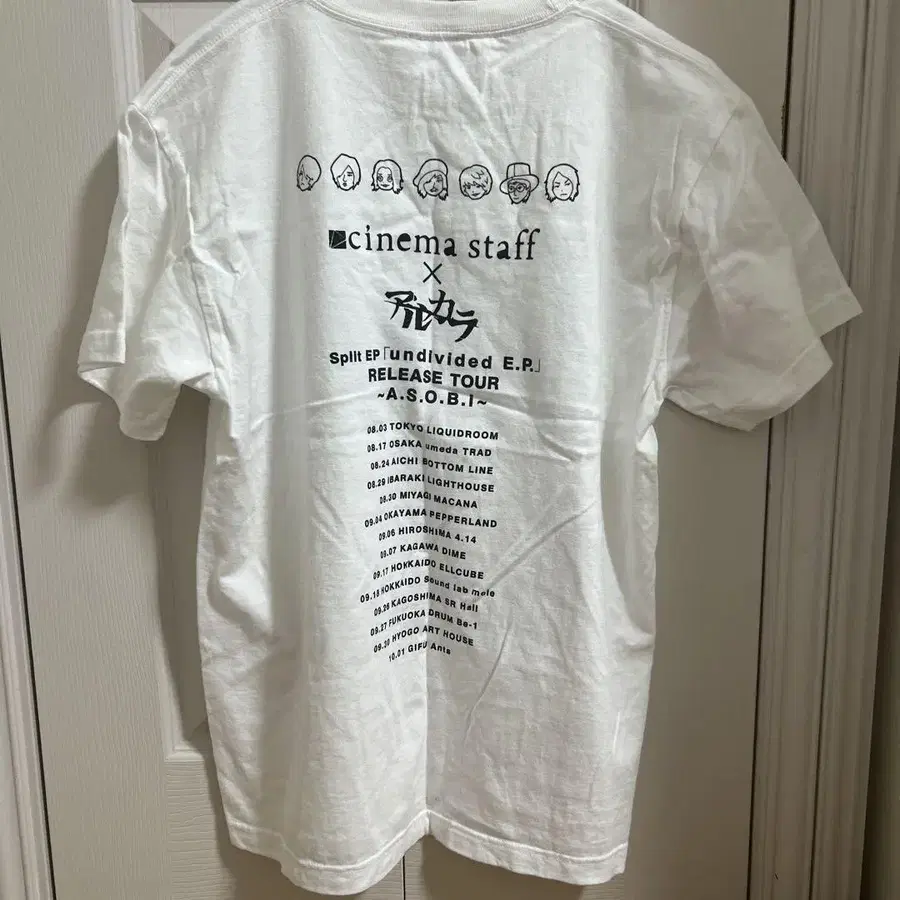 cinema staff
×
アルカラ
Split EP「undivided E.P.」
RELEASE TOUR
~A.S.O.B.I~
08.03 TOKYO LIQUIDROOM
08.17 OSAKA umeda TRAD
08.24 AICHI BOTTOM LINE
08.29 IBARAKI LIGHTHOUSE
08.30 MIYAGI MACANA
09.04 OKAYAMA PEPPERLAND
09.06 HIROSHIMA 4.14
09.07 KAGAWA DIME
09.17 HOKKAIDO ELLCUBE
09.18 HOKKAIDO Sound lab mole
09.26 KAGOSHIMA SR Hall
09.27 FUKUOKA DRUM Be-1
09.30 HYOGO ART HOUSE
10.01 GIFU Ants